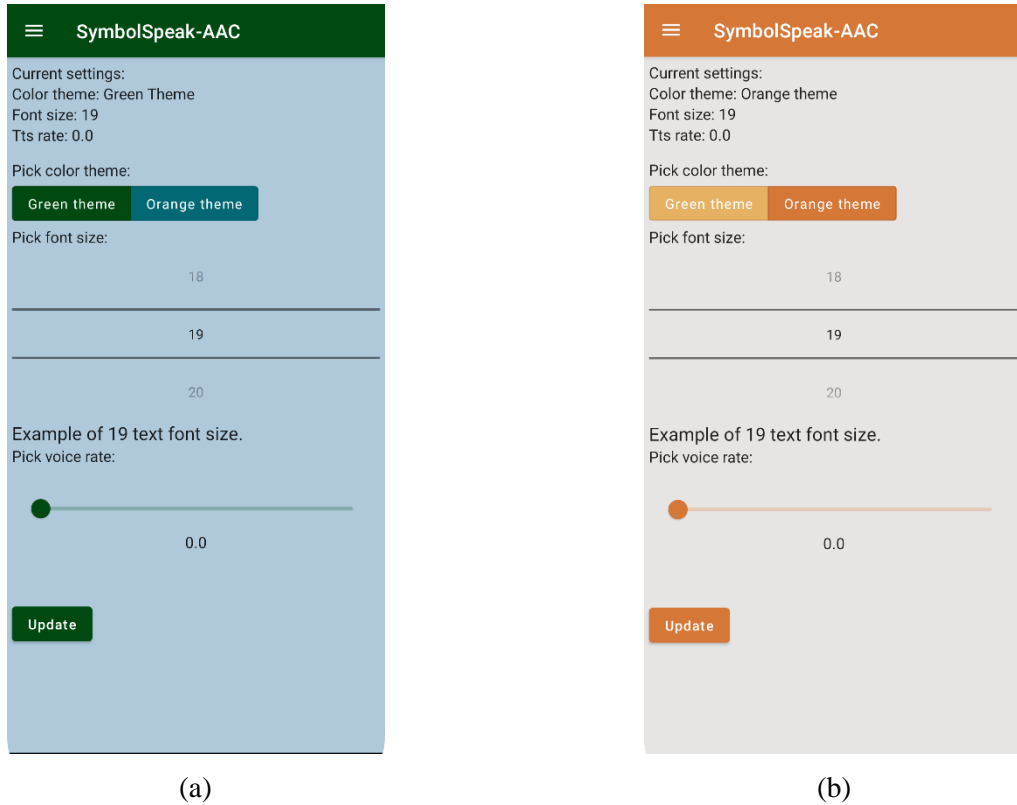 SymbolSpeak-AAC
Current settings:
Color theme: Green Theme
Font size: 19
Tts rate: 0.0
Pick color theme:
Green theme Orange theme
Pick font size:
18
19
20
Example of 19 text font size.
Pick voice rate:
0.0
Update
(a)
SymbolSpeak-AAC
Current settings:
Color theme: Orange theme
Font size: 19
Tts rate: 0.0
Pick color theme:
Green theme Orange theme
Pick font size:
18
19
20
Example of 19 text font size.
Pick voice rate:
0.0
Update
(b)